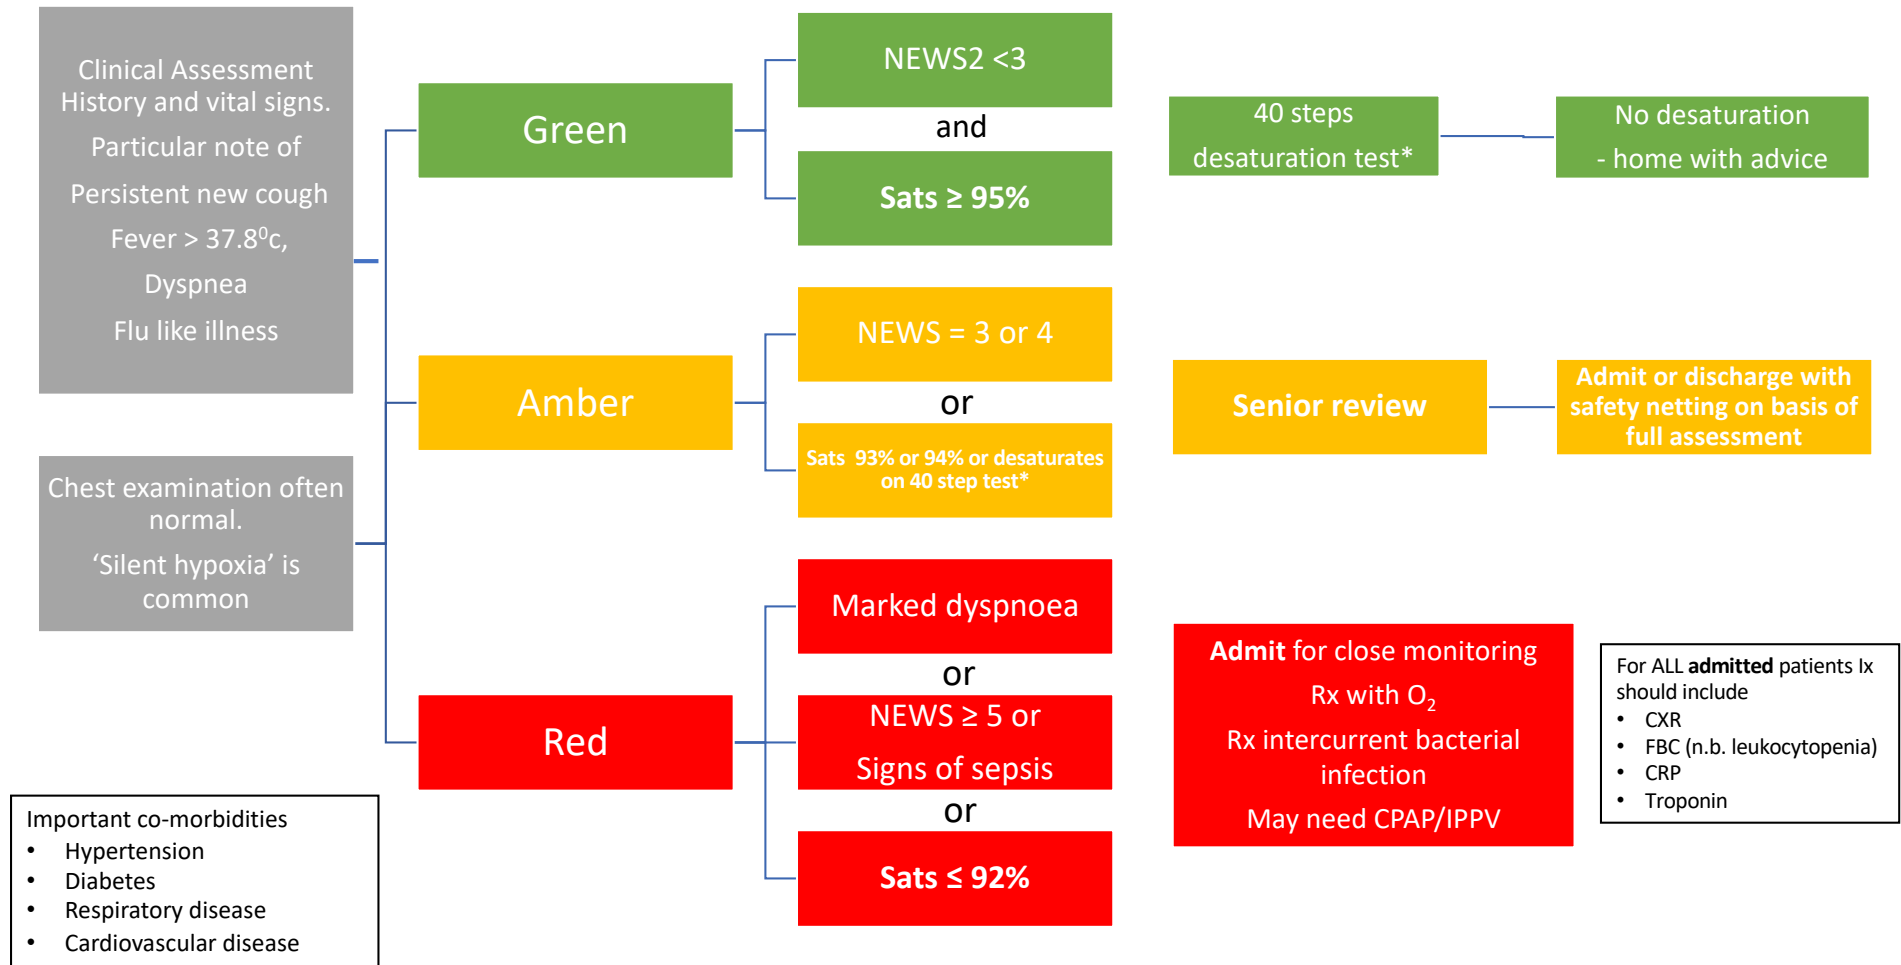 Clinical Assessment
History and vital signs.
Particular note of
Persistent new cough
Fever > 37.8⁰c,
Dyspnea
Flu like illness
Chest examination often
normal.
‘Silent hypoxia’ is
common
Important co-morbidities
• Hypertension
• Diabetes
• Respiratory disease
• Cardiovascular disease
Green
NEWS2 <3
and
Sats ≥ 95%
40 steps
desaturation test*
No desaturation
- home with advice
Amber
NEWS = 3 or 4
or
Sats 93% or 94% or desaturates
on 40 step test*
Senior review
Admit or discharge with
safety netting on basis of
full assessment
Red
Marked dyspnoea
or
NEWS ≥ 5 or
Signs of sepsis
or
Sats ≤ 92%
Admit for close monitoring
Rx with O₂
Rx intercurrent bacterial
infection
May need CPAP/IPPV
For ALL admitted patients Ix
should include
• CXR
• FBC (n.b. leukocytopenia)
• CRP
• Troponin